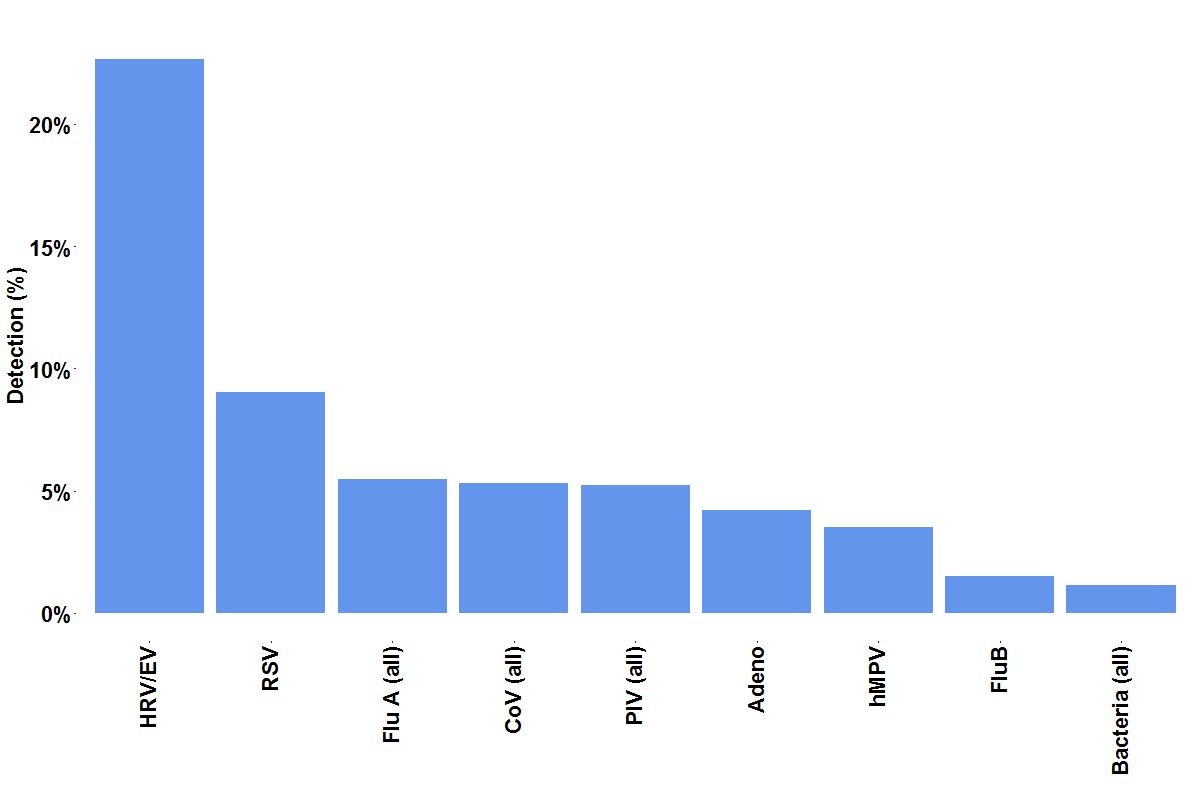 20%
15%
10%
5%
0%
Detection (%)
HRV/EV
RSV
Flu A (all)
CoV (all)
PIV (all)
Adeno
hMPV
FluB
Bacteria (all)